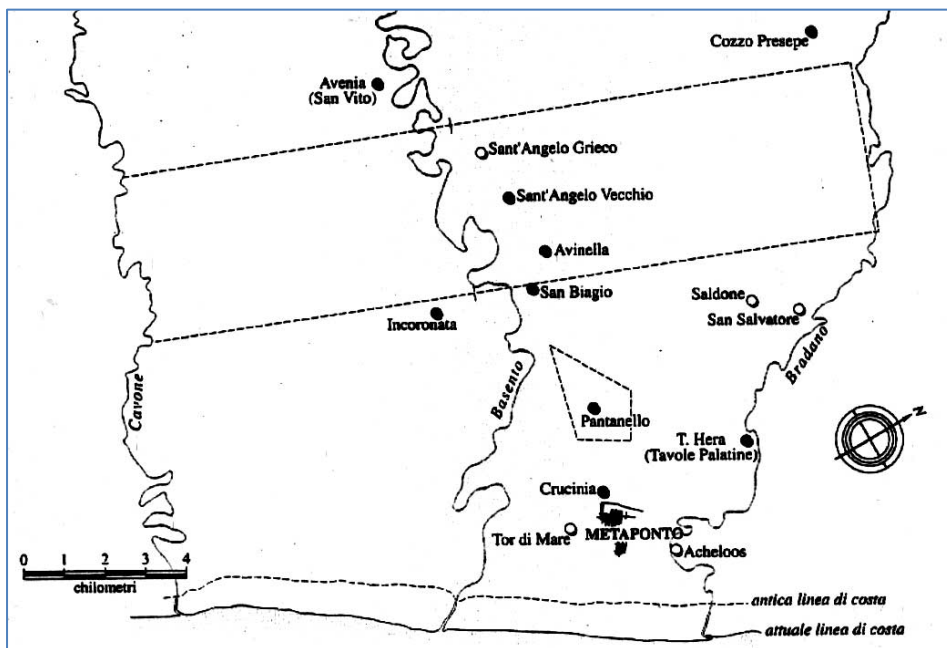 Cozzo Presepe
Avenia
(San Vito)
Sant'Angelo Grieco
Sant'Angelo Vecchio
Avinella
San Biagio
Saldone
San Salvatore
Incoronata
Cavone
Basento
Bradano
Pantanello
N
T. Hera
(Tavole Palatine)
Crucinia
Tor di Mare
METAPONTO
Acheloos
0 1 2 3 4
chilometri
antica linea di costa
attuale linea di costa